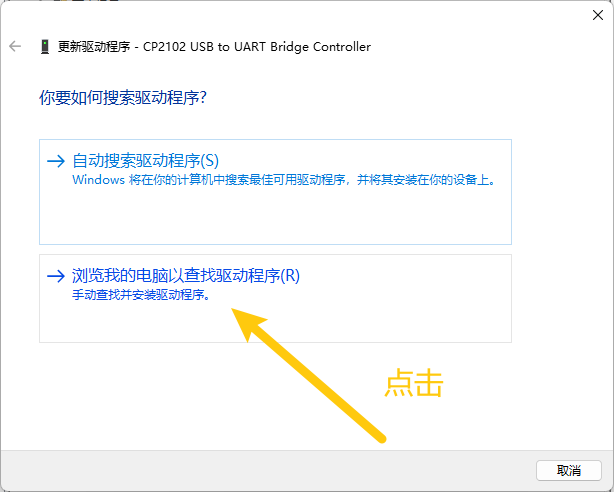 更新驱动程序 - CP2102 USB to UART Bridge Controller
你要如何搜索驱动程序?
自动搜索驱动程序(S)
Windows 将在你的计算机中搜索最佳可用驱动程序，并将其安装在你的设备上。
浏览我的电脑以查找驱动程序(R)
手动查找并安装驱动程序。
点击
取消